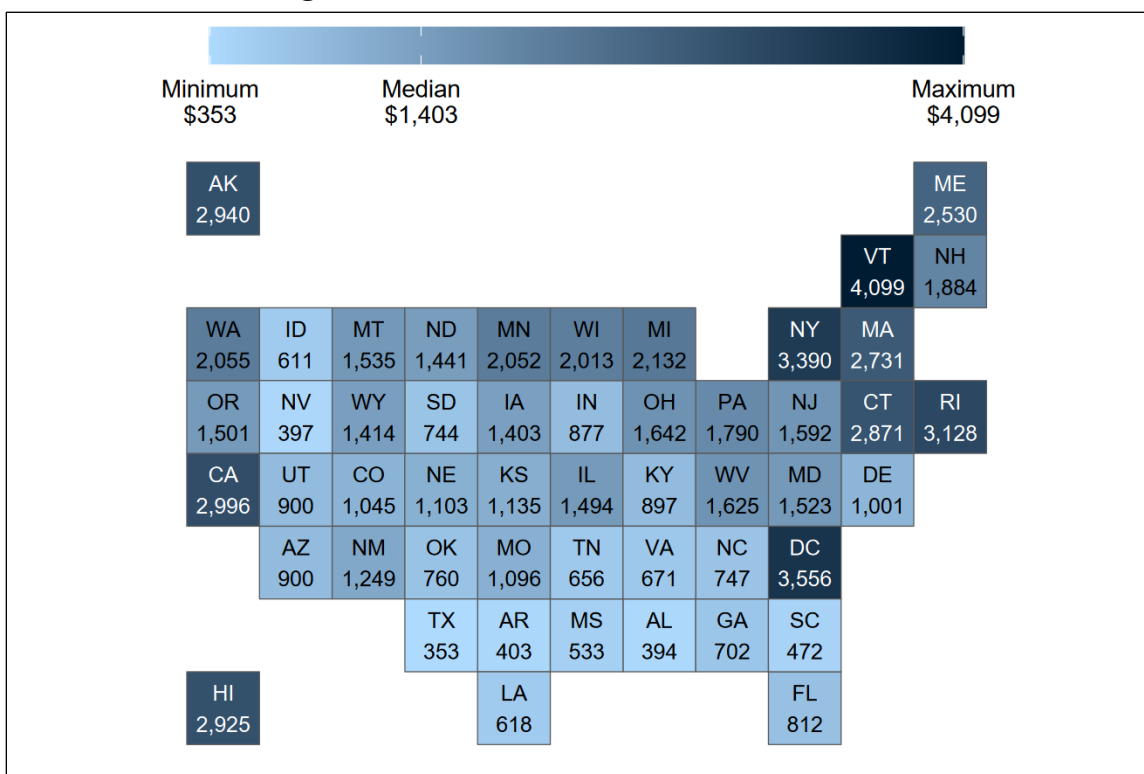 Minimum Median Maximum
$353 $1,403 $4,099
AK ME
2,940 2,530
VT NH
4,099 1,884
WA ID MT ND MN WI MI NY MA
2,055 611 1,535 1,441 2,052 2,013 2,132 3,390 2,731
OR NV WY SD IA IN OH PA NJ CT RI
1,501 397 1,414 744 1,403 877 1,642 1,790 1,592 2,871 3,128
CA UT CO NE KS IL KY WV MD DE
2,996 900 1,045 1,103 1,135 1,494 897 1,625 1,523 1,001
AZ NM OK MO TN VA NC DC
900 1,249 760 1,096 656 671 747 3,556
TX AR MS AL GA SC
353 403 533 394 702 472
HI LA FL
2,925 618 812